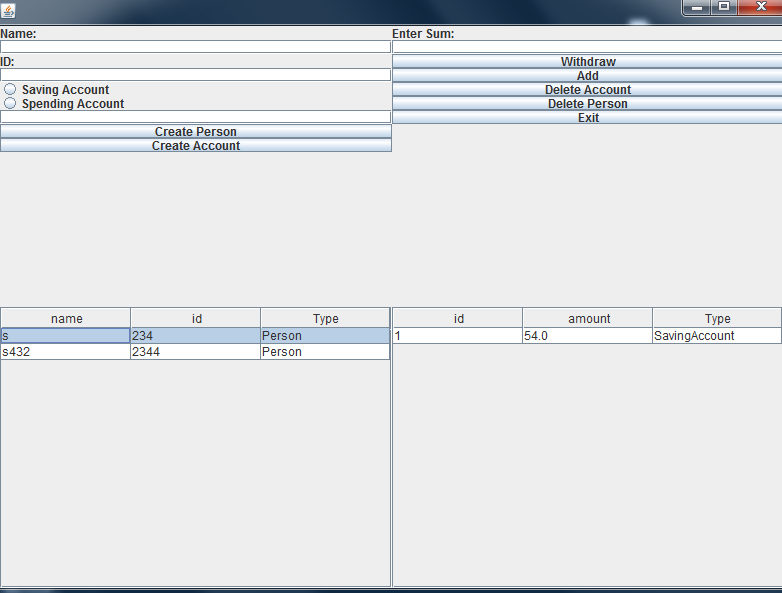 Name:
Enter Sum:
ID:
Saving Account
Spending Account
Create Person
Create Account
Withdraw
Add
Delete Account
Delete Person
Exit
name id Type
s 234 Person
s432 2344 Person
id amount Type
1 54.0 SavingAccount